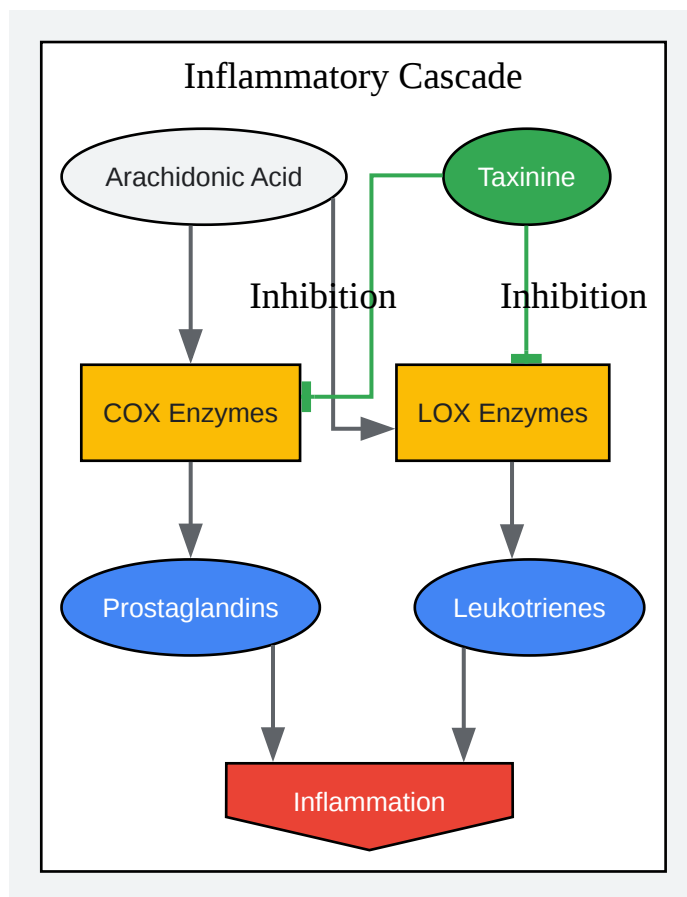 Inflammatory Cascade
Arachidonic Acid
Taxinine
Inhibition
Inhibition
COX Enzymes
LOX Enzymes
Prostaglandins
Leukotrienes
Inflammation